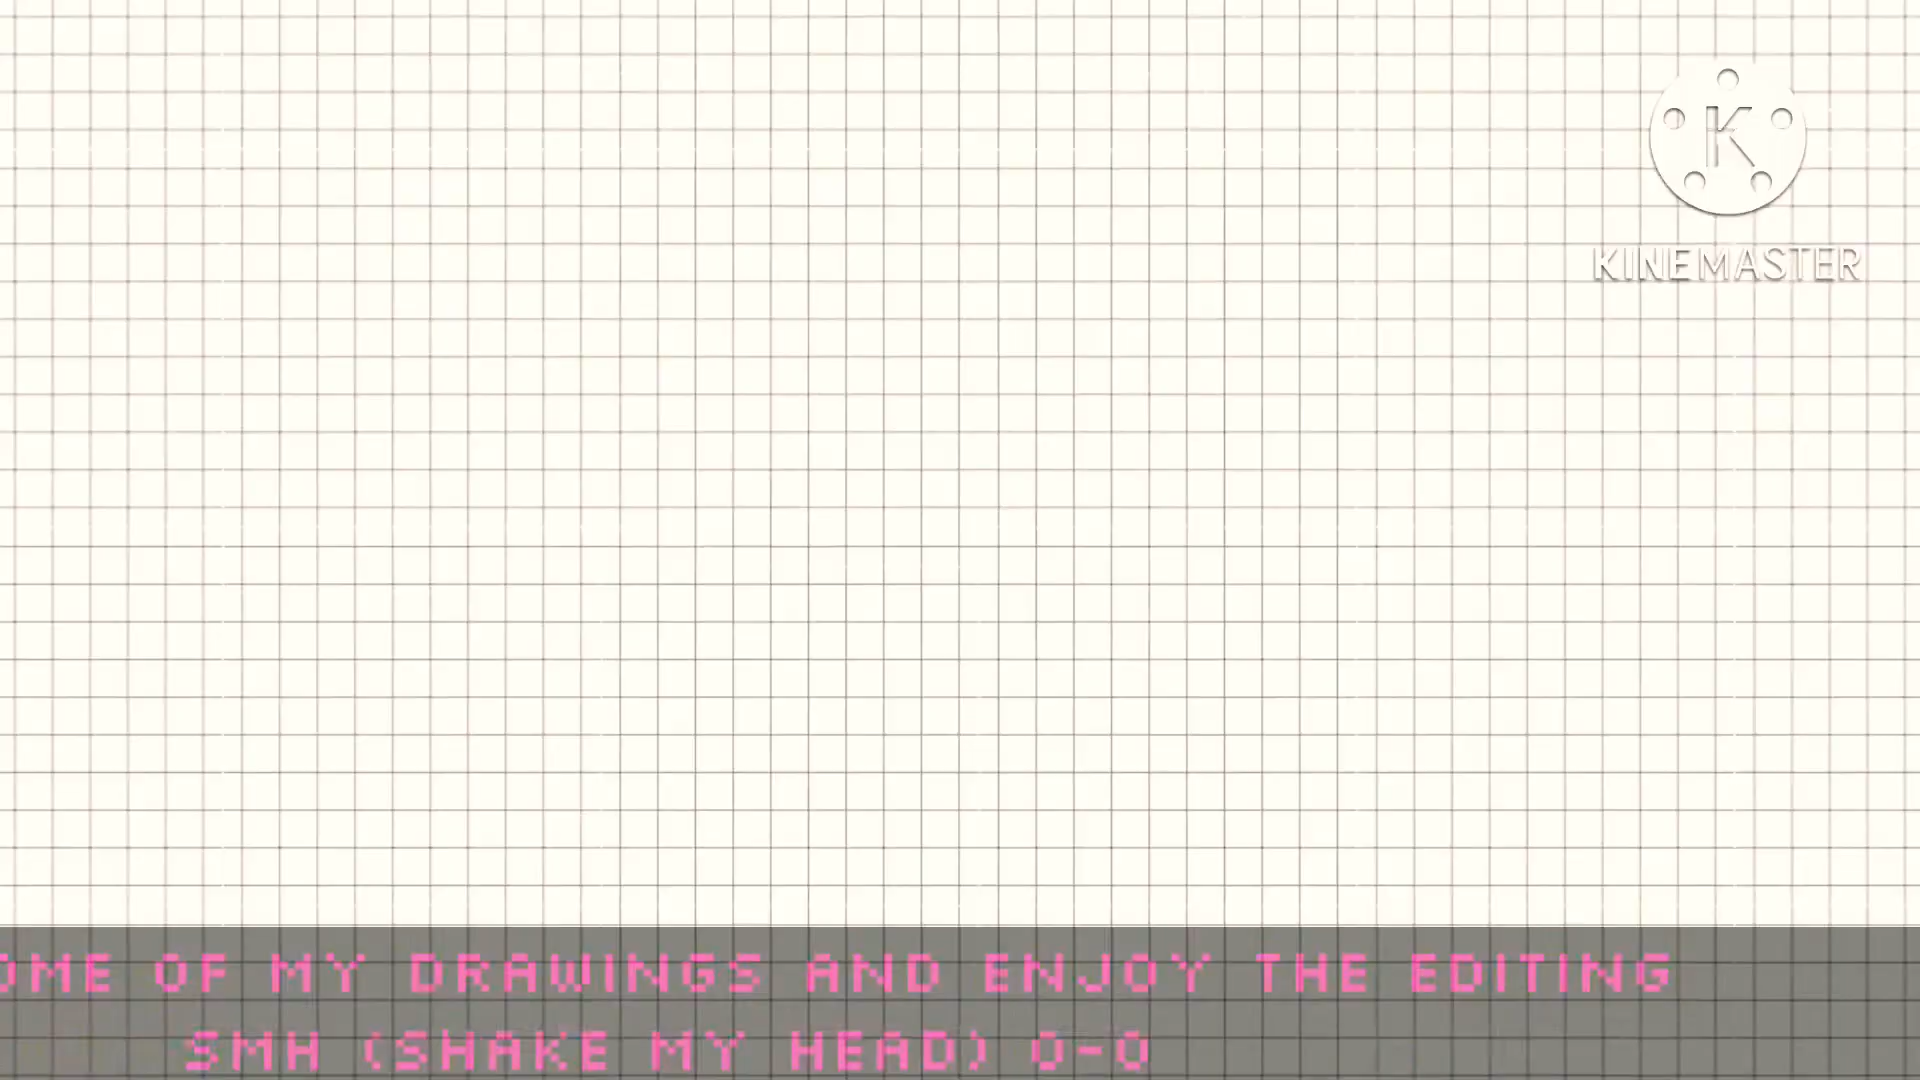 K
KINEMASTER
OME OF MY DRAWINGS AND ENJOY THE EDITING
SMH (SHAKE MY HEAD) 0-0